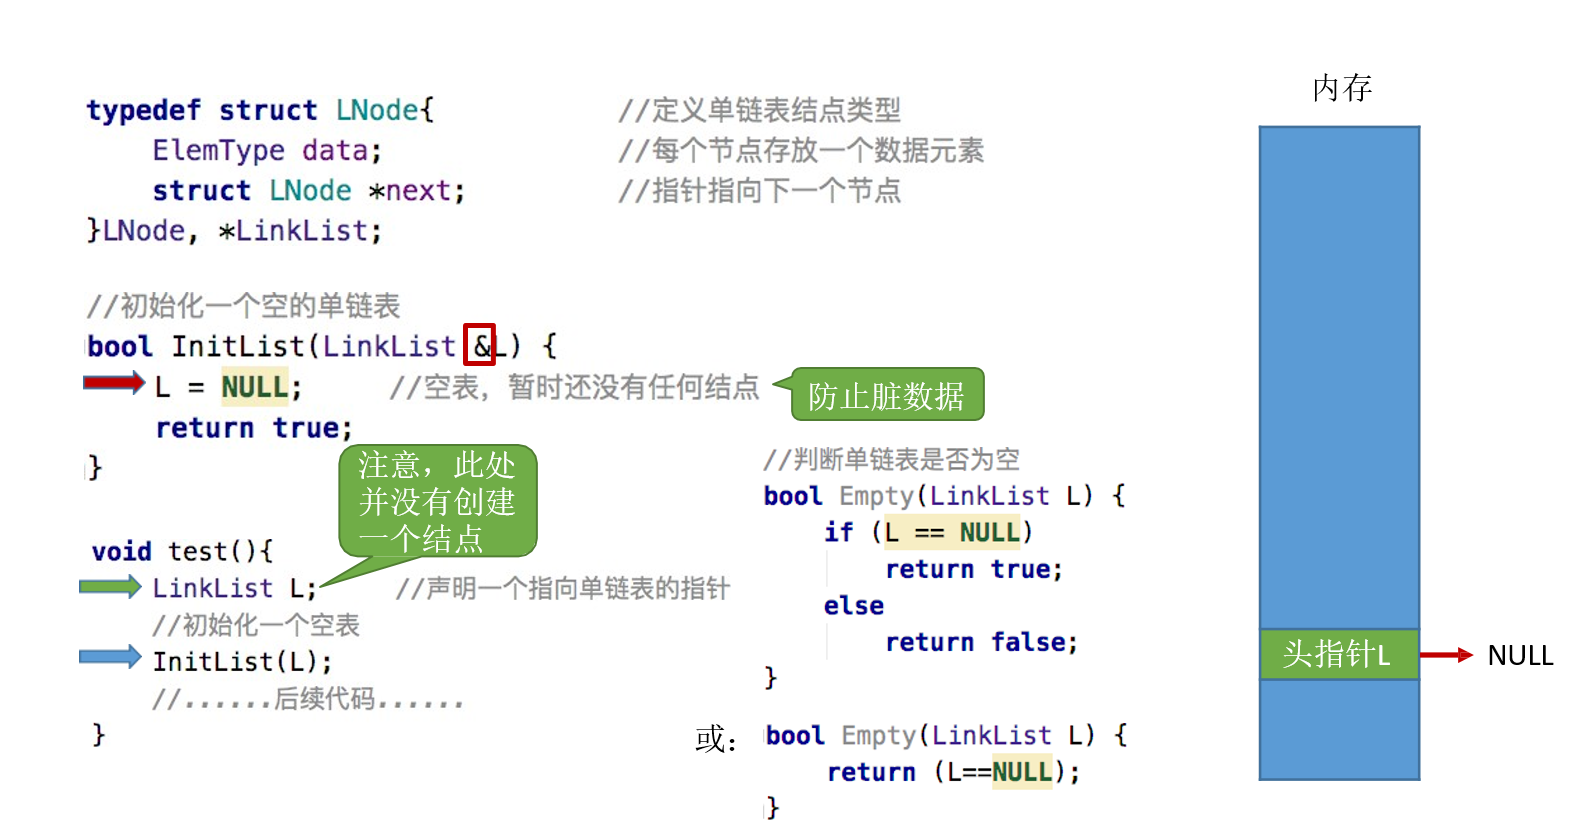 typedef struct LNode{ //定义单链表结点类型
ElemType data; //每个节点存放一个数据元素
struct LNode *next; //指针指向下一个节点
}LNode, *LinkList;
//初始化一个空的单链表
bool InitList(LinkList &L) {
L = NULL; //空表，暂时还没有任何结点
防止脏数据
return true;
}
注意，此处
并没有创建
一个结点
void test(){
LinkList L; //声明一个指向单链表的指针
//初始化一个空表
InitList(L);
//......后续代码......
}
//判断单链表是否为空
bool Empty(LinkList L) {
if (L == NULL)
return true;
else
return false;
}
或：
bool Empty(LinkList L) {
return (L==NULL);
}
内存
头指针L
NULL